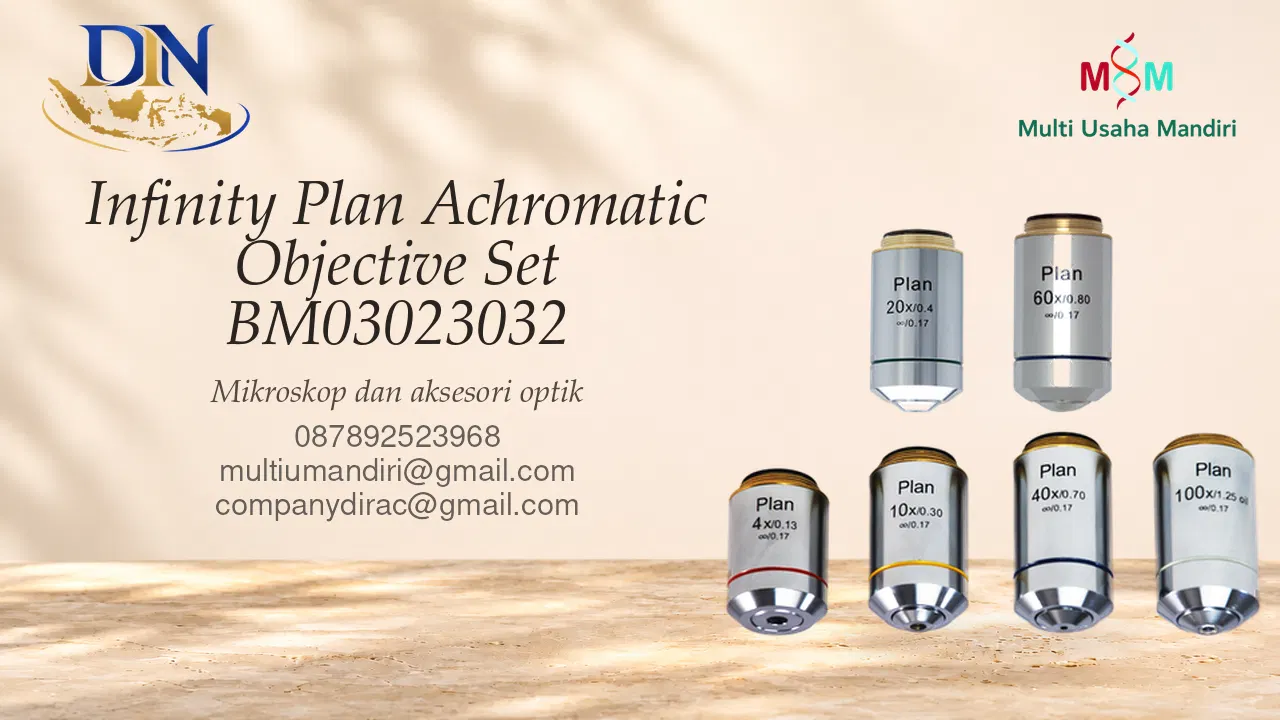 DIN
MSM
Multi Usaha Mandiri
Infinity Plan Achromatic
Objective Set
BM03023032
Mikroskop dan aksesori optik
087892523968
multiumandiri@gmail.com
companydirac@gmail.com
Plan
20X/0.4
∞/0.17
Plan
60X/0.80
∞/0.17
Plan
4X/0.13
∞/0.17
Plan
10X/0.30
∞/0.17
Plan
40X/0.70
∞/0.17
Plan
100X/1.25 oil
∞/0.17